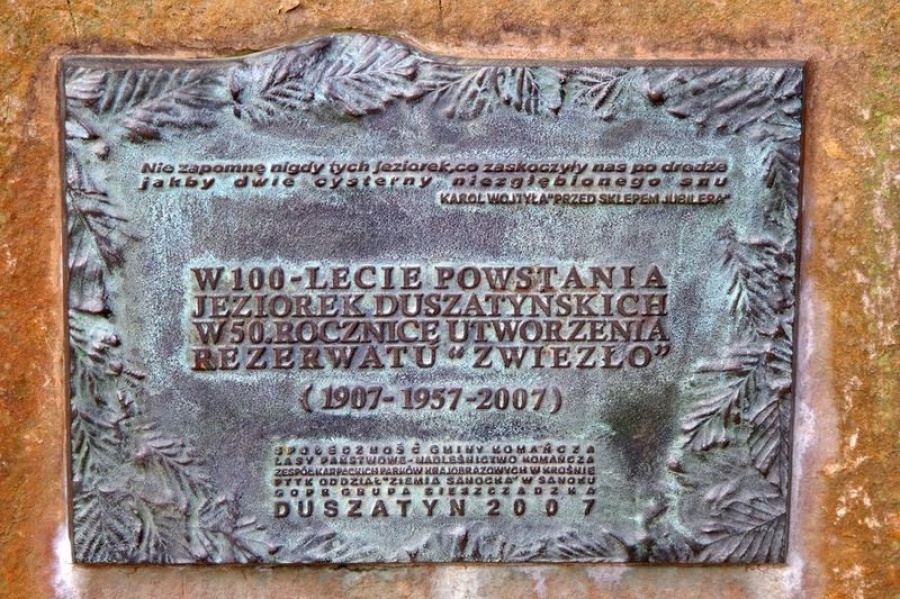 Nie zapomnę nigdy tych jeziorek,co zaskoczyły nas po drodze
jakby dwie cysterny niezgłębionego snu
KAROL WOJTYŁA"PRZED SKLEPEM JUBILERA"
W 100-LECIE POWSTANIA
JEZIOREK DUSZATYŃSKICH
W 50.ROCZNICĘ UTWORZENIA
REZERWATU "ZWIEZŁO"
(1907-1957-2007)
SPOŁECZNOŚĆ GMINY KOMAŃCZA
LASY PAŃSTWOWE-NADLEŚNICTWO KOMAŃCZA
ZESPÓŁ KARPACKICH PARKÓW KRAJOBRAZOWYCH W KROŚNIE
PTTK ODDZIAŁ "ZIEMIA SANOCKA" W SANOKU
GOPR GRUPA BIESZCZADZKA
DUSZATYN 2007